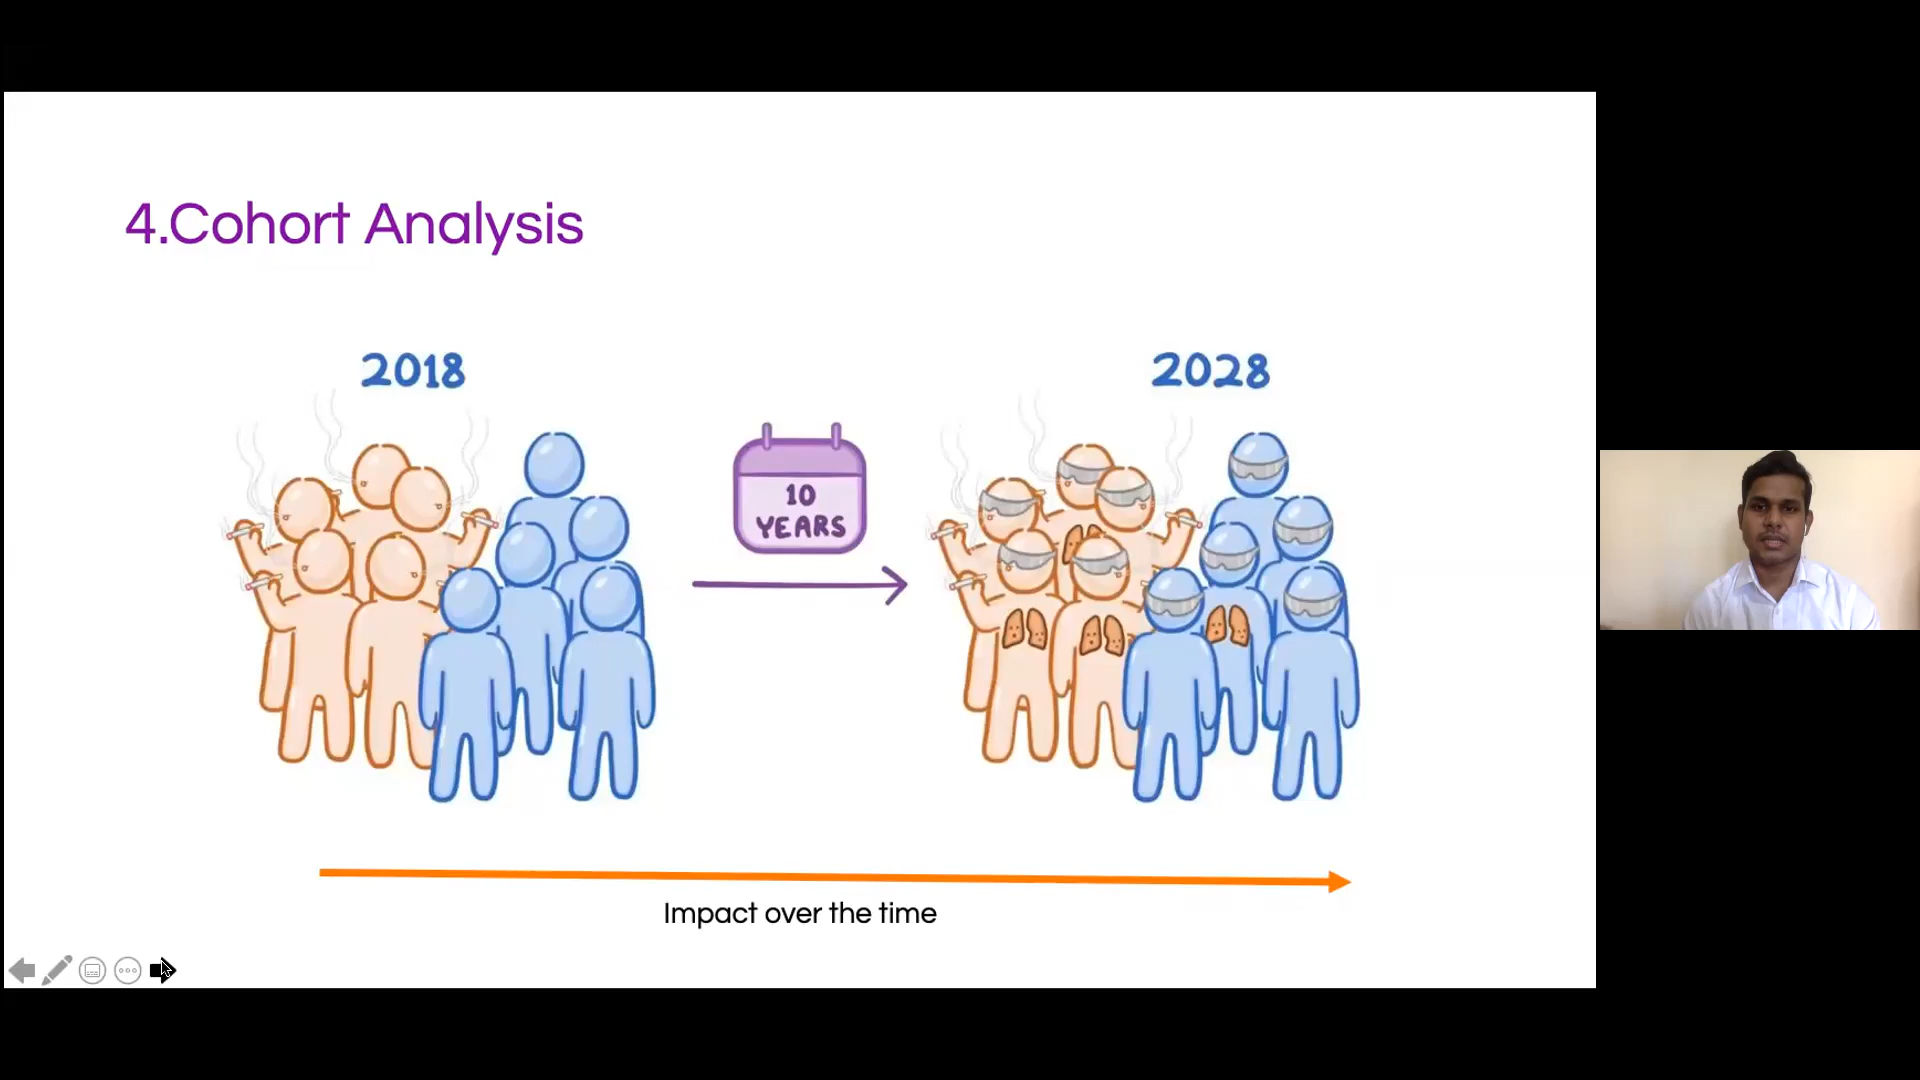 4.Cohort Analysis
2018
2028
10
YEARS
Impact over the time